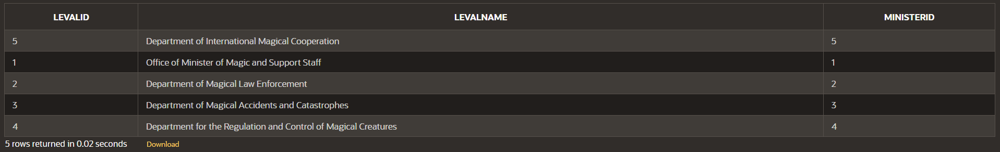 LEVALID LEVALNAME MINISTERID
5 Department of International Magical Cooperation 5
1 Office of Minister of Magic and Support Staff 1
2 Department of Magical Law Enforcement 2
3 Department of Magical Accidents and Catastrophes 3
4 Department for the Regulation and Control of Magical Creatures 4
5 rows returned in 0.02 seconds Download